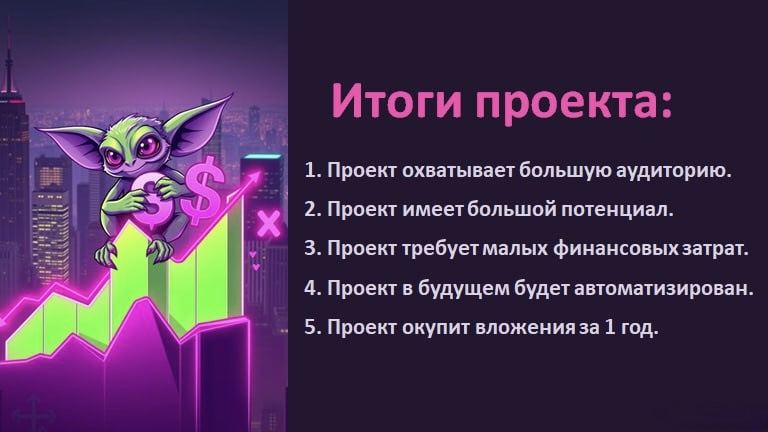 Итоги проекта:
1. Проект охватывает большую аудиторию.
2. Проект имеет большой потенциал.
3. Проект требует малых финансовых затрат.
4. Проект в будущем будет автоматизирован.
5. Проект окупит вложения за 1 год.
$ $